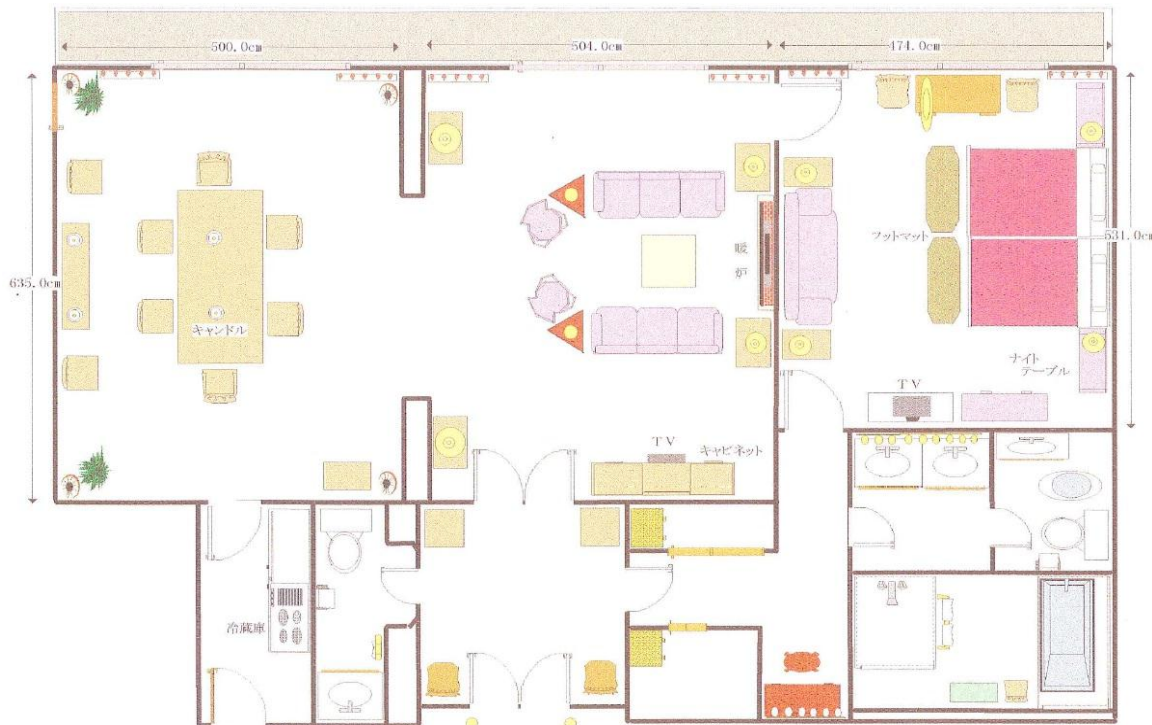 500.0cm
504.0cm
474.0cm
635.0cm
531.0cm
暖炉
フットマット
キャンドル
ナイト
テーブル
TV
TV
キャビネット
冷蔵庫